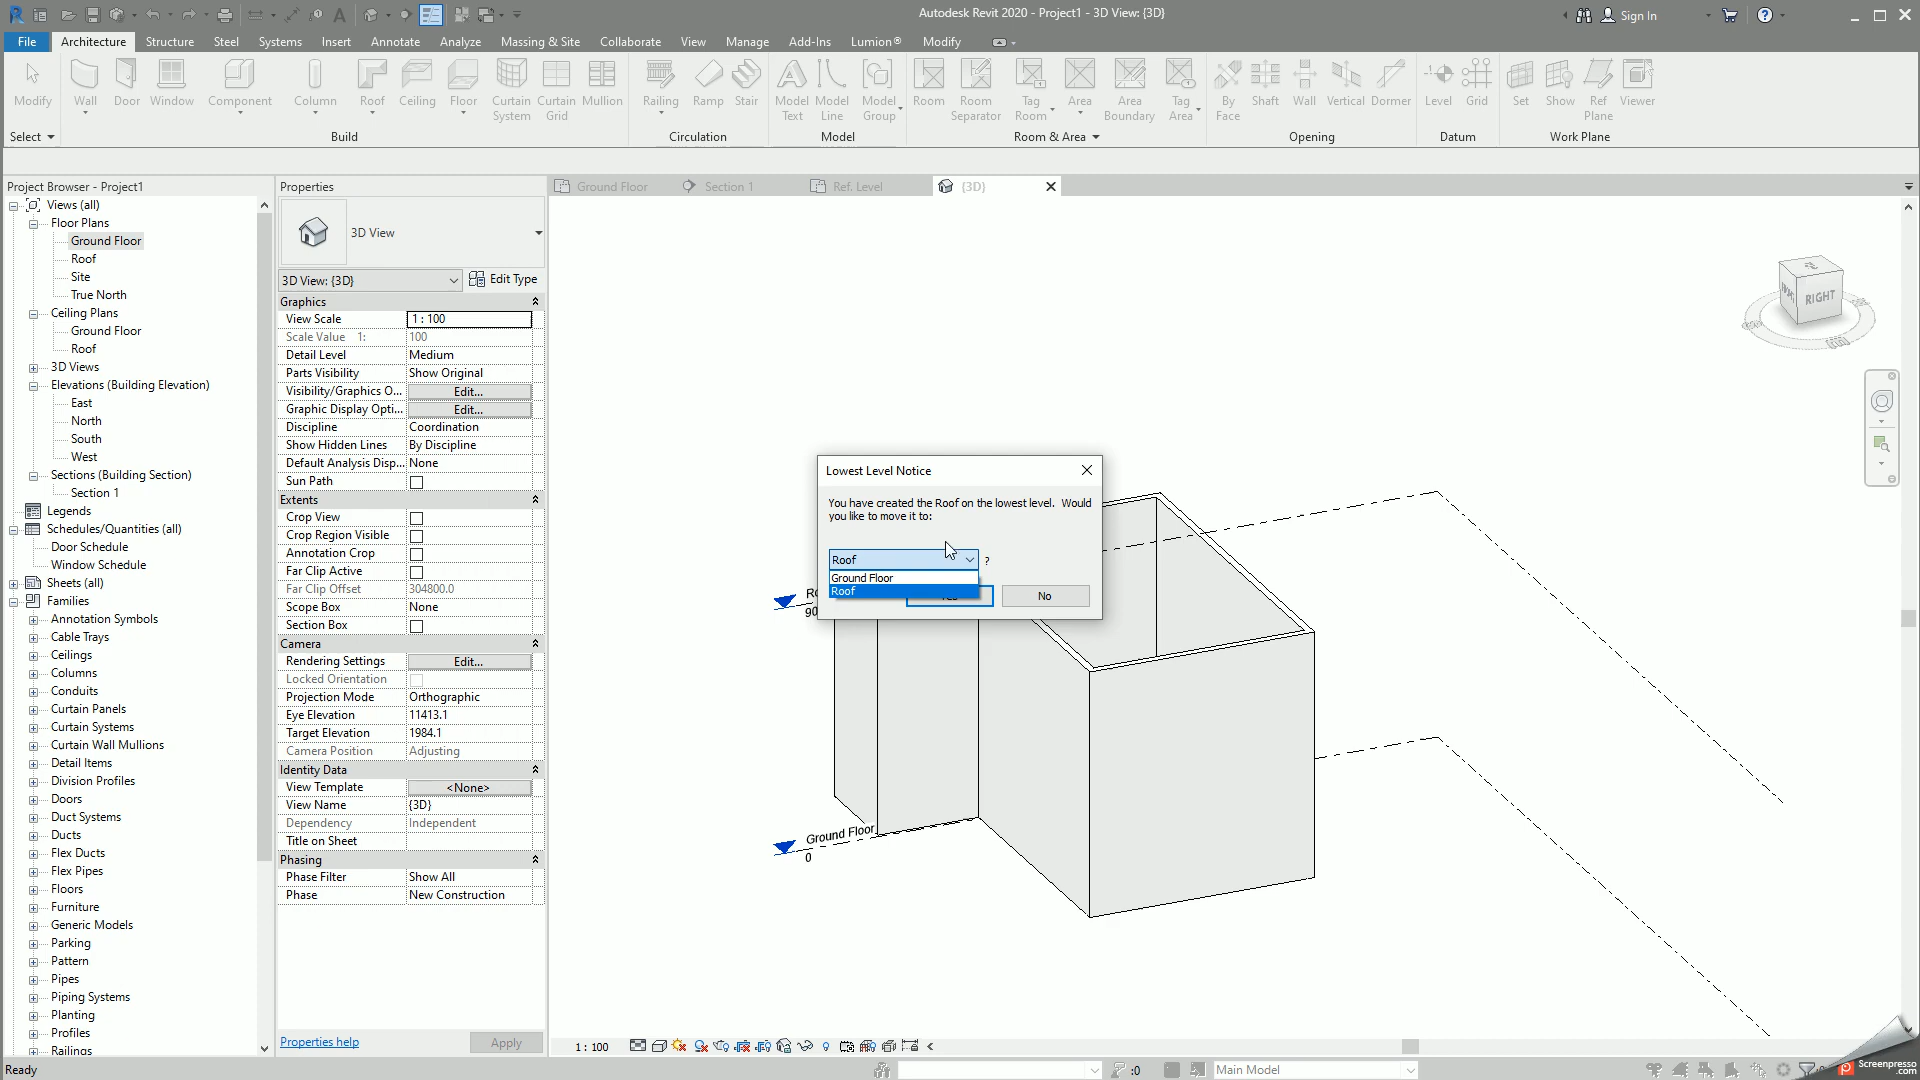 Autodesk Revit 2020 - Project1 - 3D View: {3D}
Sign In
File Architecture Structure Steel Systems Insert Annotate Analyze Massing & Site Collaborate View Manage Add-Ins Lumion® Modify
Modify Wall Door Window Component Column Roof Ceiling Floor Curtain System Curtain Grid Mullion Railing Ramp Stair Model Text Model Line Model Group Room Room Separator Tag Room Area Area Boundary Tag Area By Face Shaft Wall Vertical Dormer Level Grid Set Show Ref Plane Viewer
Select Build Circulation Model Room & Area Opening Datum Work Plane
Project Browser - Project1
Views (all)
Floor Plans
Ground Floor
Roof
Site
True North
Ceiling Plans
Ground Floor
Roof
3D Views
Elevations (Building Elevation)
East
North
South
West
Sections (Building Section)
Section 1
Legends
Schedules/Quantities (all)
Door Schedule
Window Schedule
Sheets (all)
Families
Annotation Symbols
Cable Trays
Ceilings
Columns
Conduits
Curtain Panels
Curtain Systems
Curtain Wall Mullions
Detail Items
Division Profiles
Doors
Duct Systems
Ducts
Flex Ducts
Flex Pipes
Floors
Furniture
Generic Models
Parking
Pattern
Pipes
Piping Systems
Planting
Profiles
Railings
Properties
3D View
3D View: {3D} Edit Type
Graphics
View Scale 1 : 100
Scale Value 1: 100
Detail Level Medium
Parts Visibility Show Original
Visibility/Graphics O... Edit...
Graphic Display Opti... Edit...
Discipline Coordination
Show Hidden Lines By Discipline
Default Analysis Disp... None
Sun Path
Extents
Crop View
Crop Region Visible
Annotation Crop
Far Clip Active
Far Clip Offset 304800.0
Scope Box None
Section Box
Camera
Rendering Settings Edit...
Locked Orientation
Projection Mode Orthographic
Eye Elevation 11413.1
Target Elevation 1984.1
Camera Position Adjusting
Identity Data
View Template <None>
View Name {3D}
Dependency Independent
Title on Sheet
Phasing
Phase Filter Show All
Phase New Construction
Properties help Apply
Ground Floor Section 1 Ref. Level {3D}
RIGHT
Lowest Level Notice
You have created the Roof on the lowest level. Would
you like to move it to:
Roof ?
Ground Floor
Roof
No
Ground Floor
0
1 : 100
Ready
:0
Main Model
Screenpresso
.com